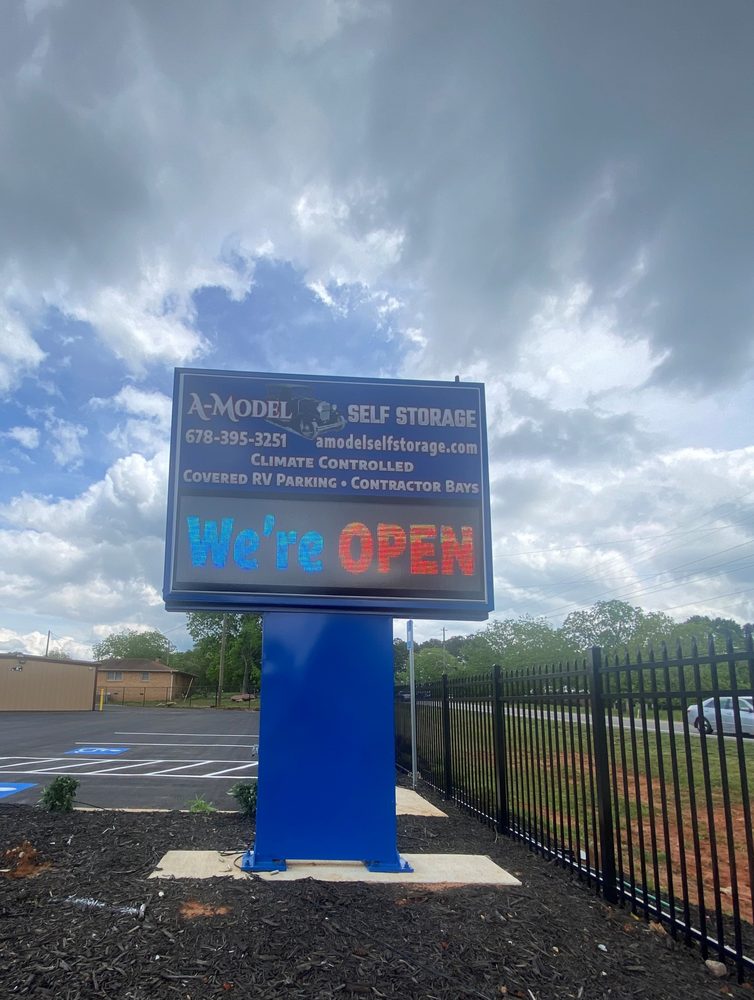 A-MODEL SELF STORAGE
678-395-3251 amodelselfstorage.com
CLIMATE CONTROLLED
COVERED RV PARKING • CONTRACTOR BAYS
We're OPEN